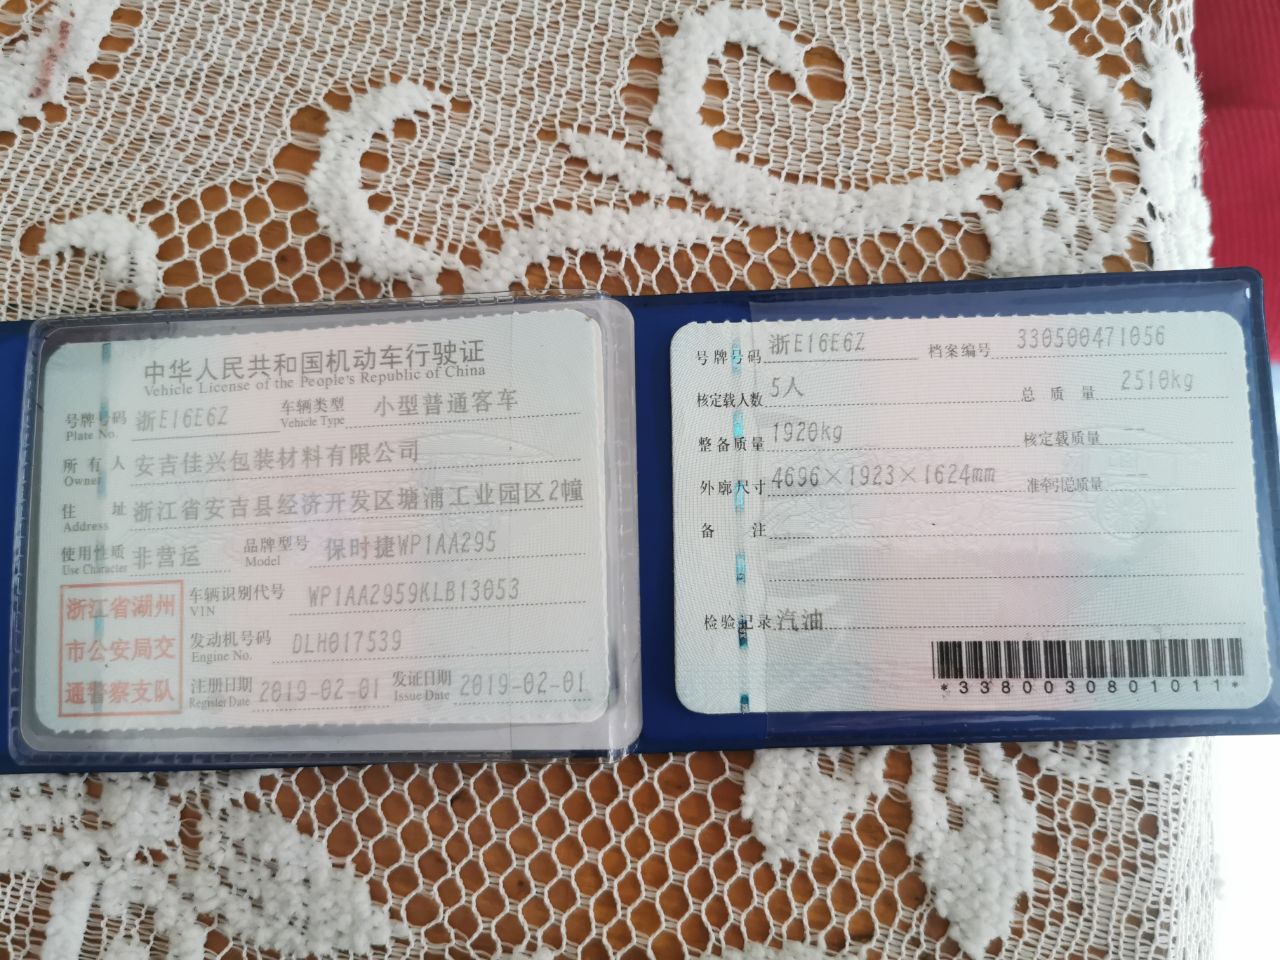 中华人民共和国机动车行驶证
Vehicle License of the People's Republic of China
号牌号码 浙E16E6Z 车辆类型 小型普通客车
Plate No. Vehicle Type
所有人 安吉佳兴包装材料有限公司
Owner
住址 浙江省安吉县经济开发区塘浦工业园区2幢
Address
使用性质 非营运 品牌型号 保时捷WP1AA295
Use Character Model
浙江省湖州
市公安局交
通警察支队
车辆识别代号 WP1AA2959KLB13053
VIN
发动机号码 DLH017539
Engine No.
注册日期 2019-02-01 发证日期 2019-02-01
Register Date Issue Date
号牌号码 浙E16E6Z 档案编号 330500471056
核定载人数 5人 总质量 2510kg
整备质量 1920kg 核定载质量 --
外廓尺寸 4696×1923×1624mm 准牵引总质量 --
备注
检验记录 汽油
*3380030801011*